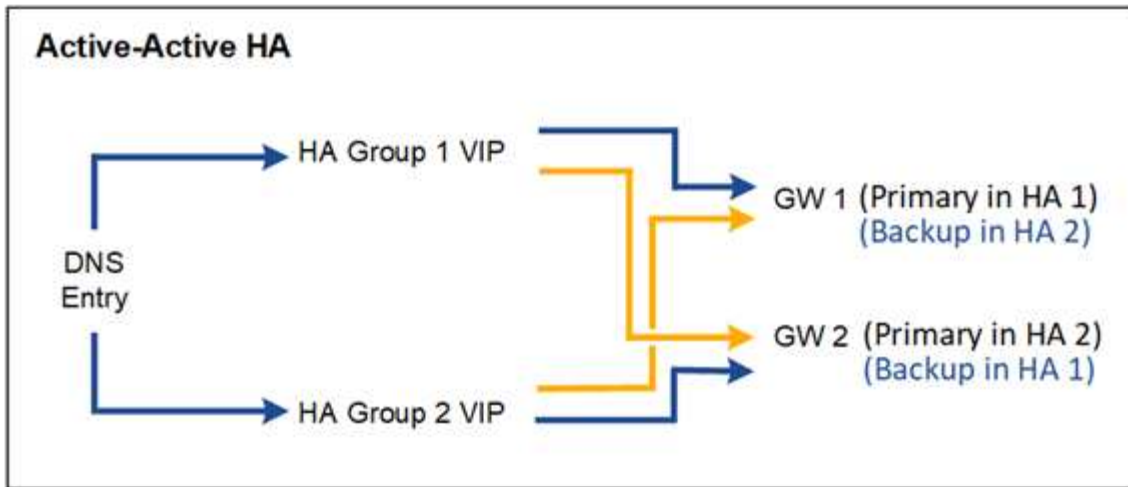 Active-Active HA
HA Group 1 VIP
GW 1 (Primary in HA 1)
(Backup in HA 2)
DNS
Entry
GW 2 (Primary in HA 2)
(Backup in HA 1)
HA Group 2 VIP